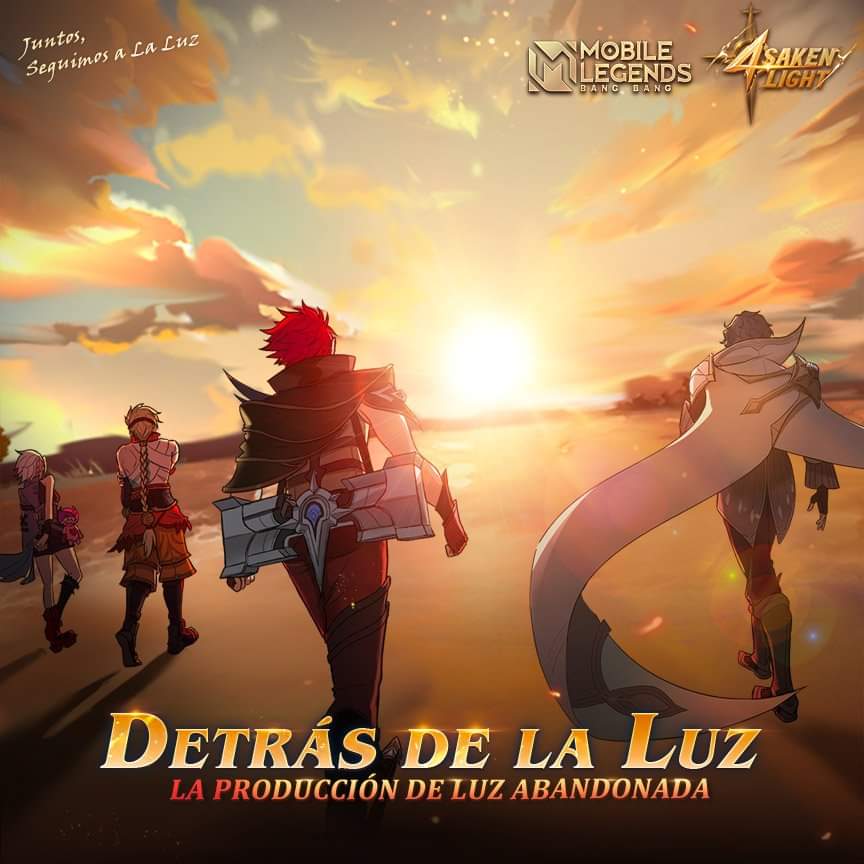 Juntos,
Seguimos a La Luz
MOBILE
LEGENDS
BANG BANG
4SAKEN
LIGHT
DETRÁS DE LA LUZ
LA PRODUCCIÓN DE LUZ ABANDONADA